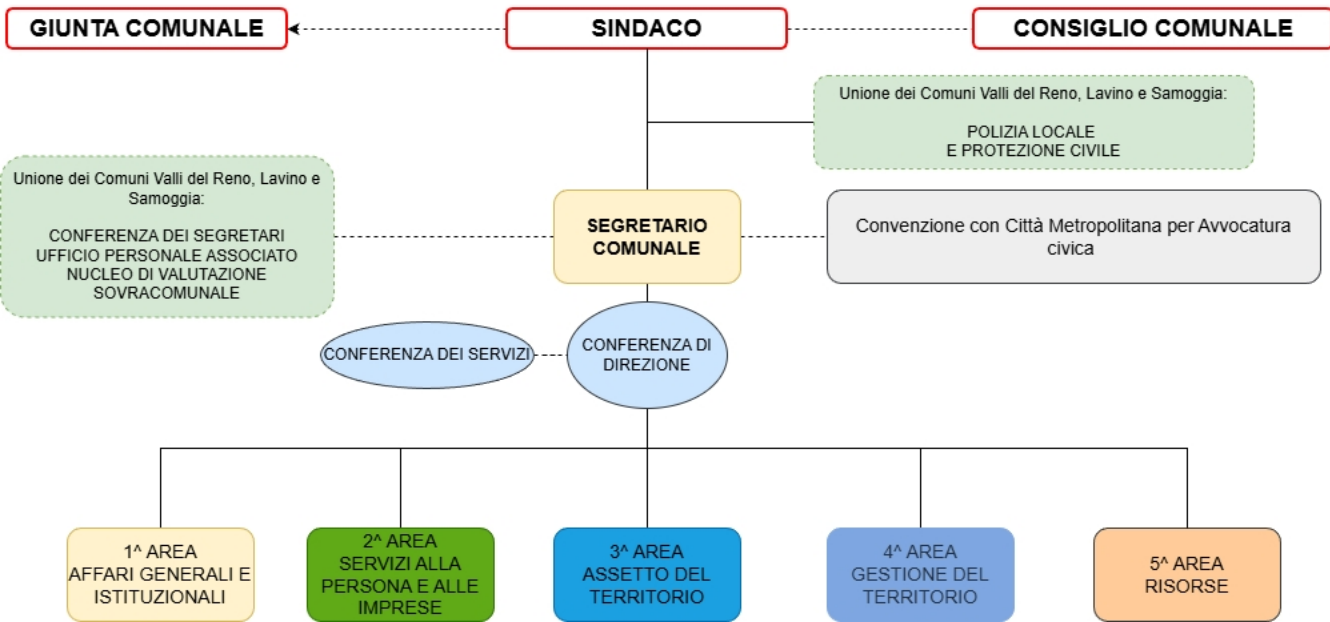 GIUNTA COMUNALE
SINDACO
CONSIGLIO COMUNALE
Unione dei Comuni Valli del Reno, Lavino e Samoggia:
POLIZIA LOCALE
E PROTEZIONE CIVILE
Unione dei Comuni Valli del Reno, Lavino e
Samoggia:
CONFERENZA DEI SEGRETARI
UFFICIO PERSONALE ASSOCIATO
NUCLEO DI VALUTAZIONE
SOVRACOMUNALE
SEGRETARIO
COMUNALE
Convenzione con Città Metropolitana per Avvocatura
civica
CONFERENZA DEI SERVIZI
CONFERENZA DI
DIREZIONE
1^ AREA
AFFARI GENERALI E
ISTITUZIONALI
2^ AREA
SERVIZI ALLA
PERSONA E ALLE
IMPRESE
3^ AREA
ASSETTO DEL
TERRITORIO
4^ AREA
GESTIONE DEL
TERRITORIO
5^ AREA
RISORSE